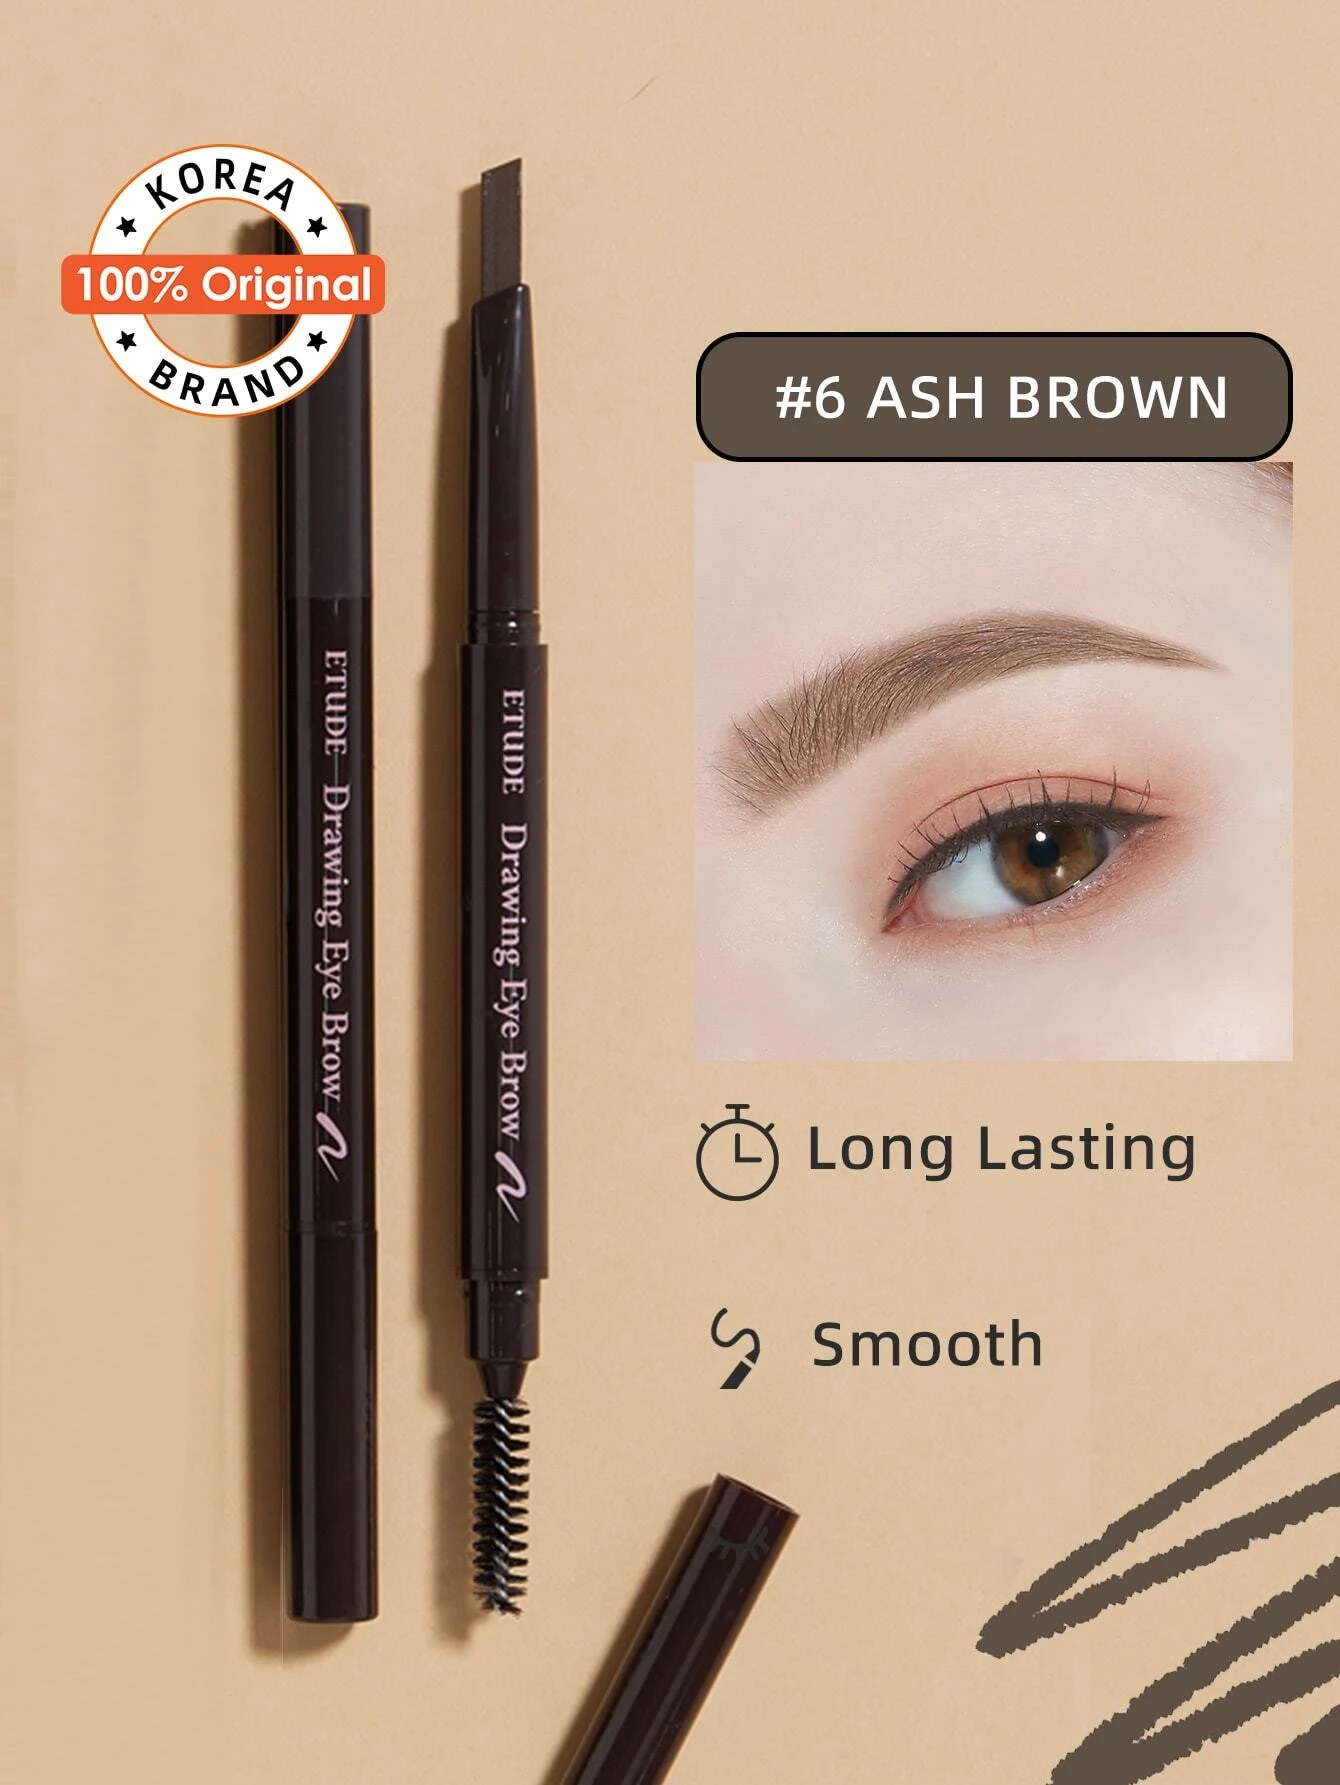 KOREA
100% Original
BRAND
#6 ASH BROWN
ETUDE Drawing Eye Brow
ETUDE Drawing Eye Brow
Long Lasting
Smooth